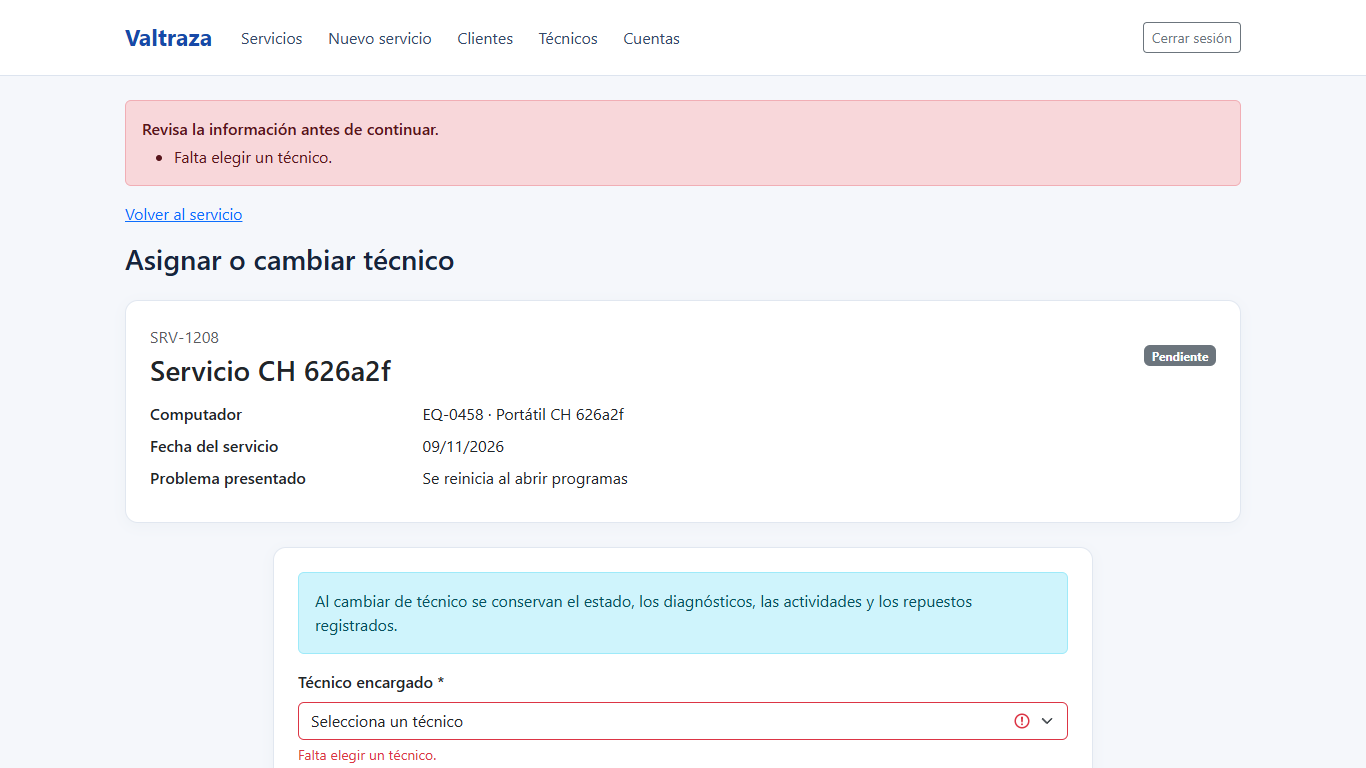 Valtraza Servicios Nuevo servicio Clientes Técnicos Cuentas Cerrar sesión
Revisa la información antes de continuar.
Falta elegir un técnico.
Volver al servicio
Asignar o cambiar técnico
SRV-1208
Servicio CH 626a2f
Pendiente
Computador EQ-0458 · Portátil CH 626a2f
Fecha del servicio 09/11/2026
Problema presentado Se reinicia al abrir programas
Al cambiar de técnico se conservan el estado, los diagnósticos, las actividades y los repuestos
registrados.
Técnico encargado *
Selecciona un técnico
Falta elegir un técnico.